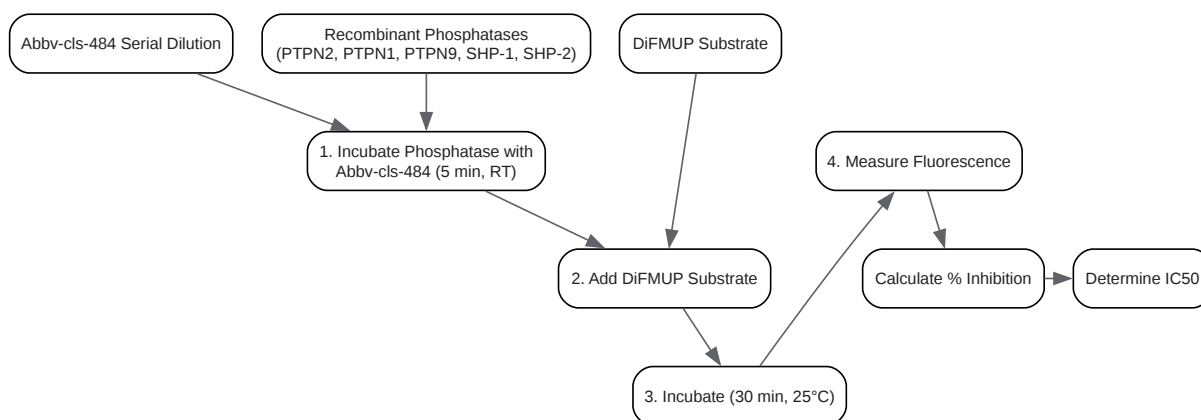 Abbv-cls-484 Serial Dilution
Recombinant Phosphatases
(PTPN2, PTPN1, PTPN9, SHP-1, SHP-2)
DiFMUP Substrate
1. Incubate Phosphatase with
Abbv-cls-484 (5 min, RT)
4. Measure Fluorescence
2. Add DiFMUP Substrate
Calculate % Inhibition
Determine IC50
3. Incubate (30 min, 25°C)